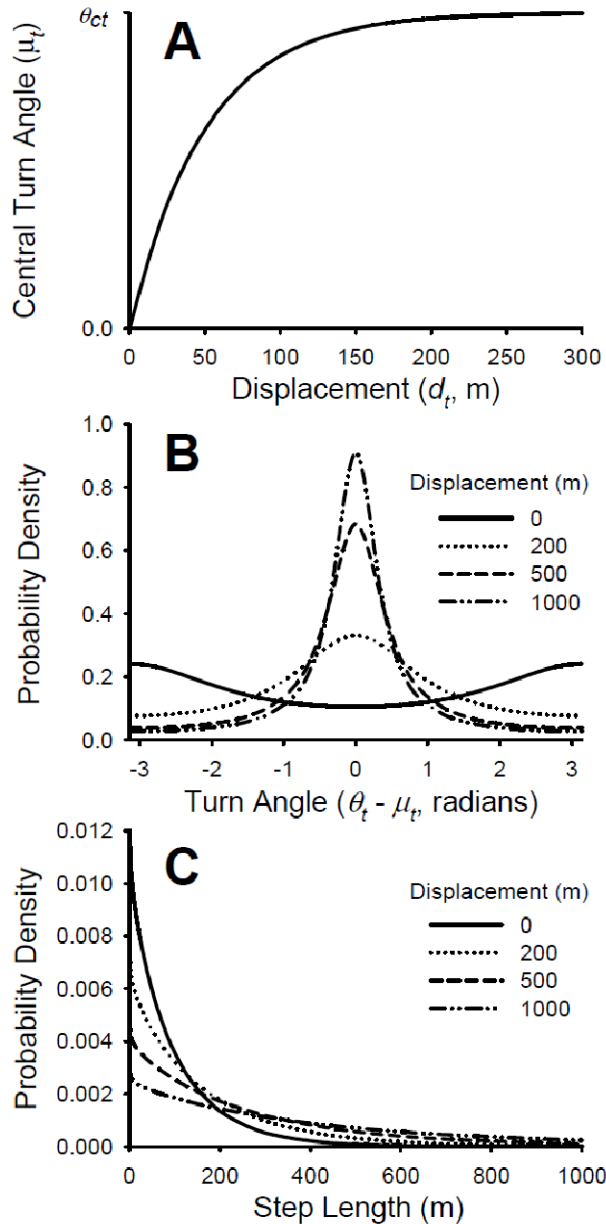 θct
A
Central Turn Angle (μt)
0.0
0 50 100 150 200 250 300
Displacement (dt, m)
1.0
B
Displacement (m)
0.8
0
200
0.6
500
1000
0.4
Probability Density
0.2
0.0
-3 -2 -1 0 1 2 3
Turn Angle (θt - μt, radians)
0.012
C
Displacement (m)
0.010
0
200
0.008
500
1000
0.006
Probability Density
0.004
0.002
0.000
0 200 400 600 800 1000
Step Length (m)